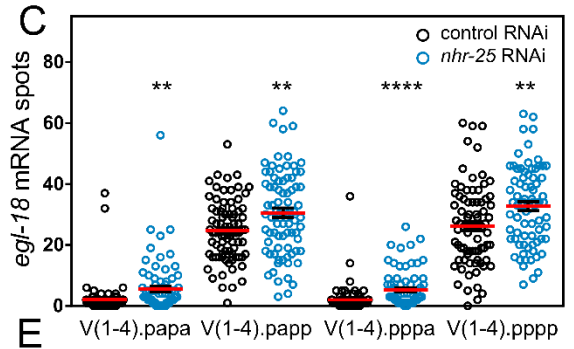 C
control RNAi
nhr-25 RNAi
egl-18 mRNA spots
80
60
40
20
0
** ** **** **
V(1-4).papa V(1-4).papp V(1-4).pppa V(1-4).pppp
E